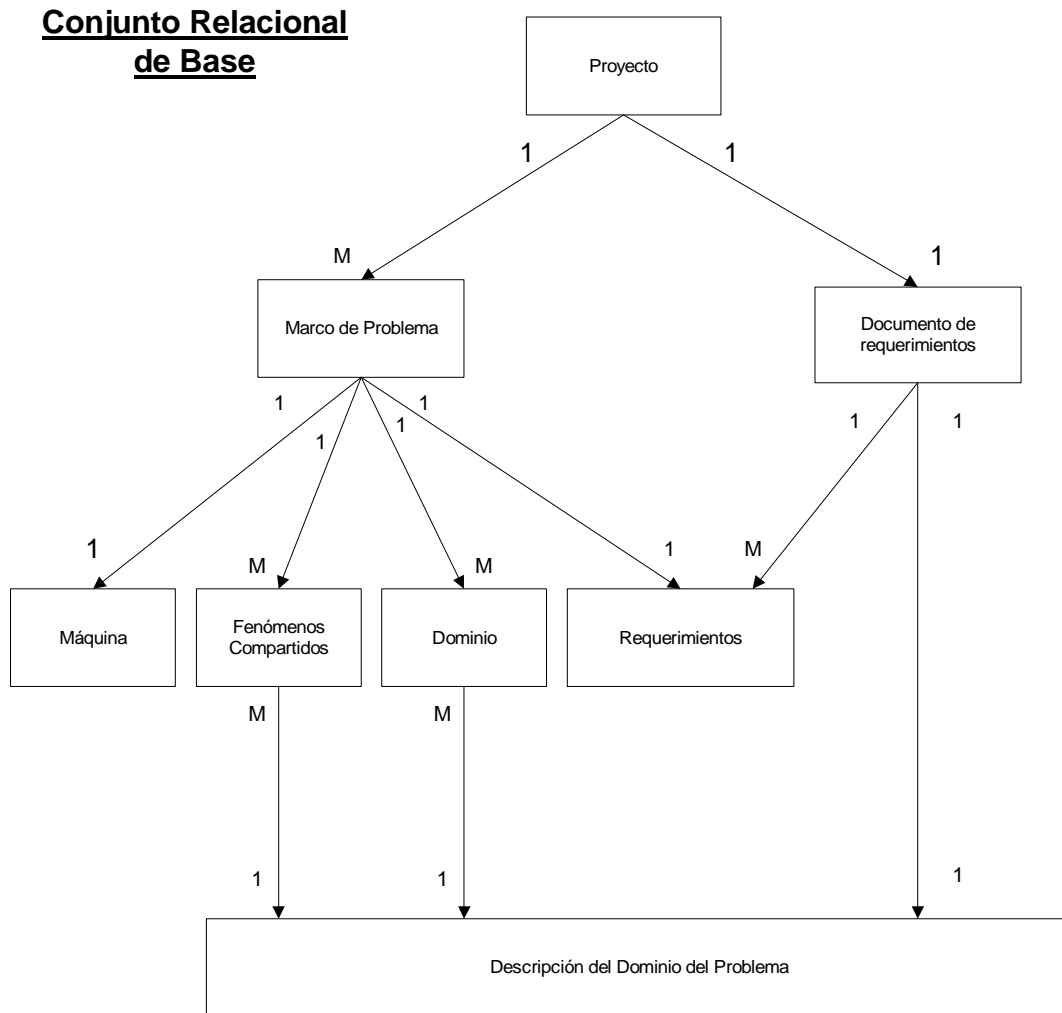 Conjunto Relacional
de Base
Proyecto
1
1
M
1
Marco de Problema
Documento de
requerimientos
1
1
1
1
1
1
1
M
M
1
M
Máquina
Fenómenos
Compartidos
Dominio
Requerimientos
M
M
1
1
1
Descripción del Dominio del Problema